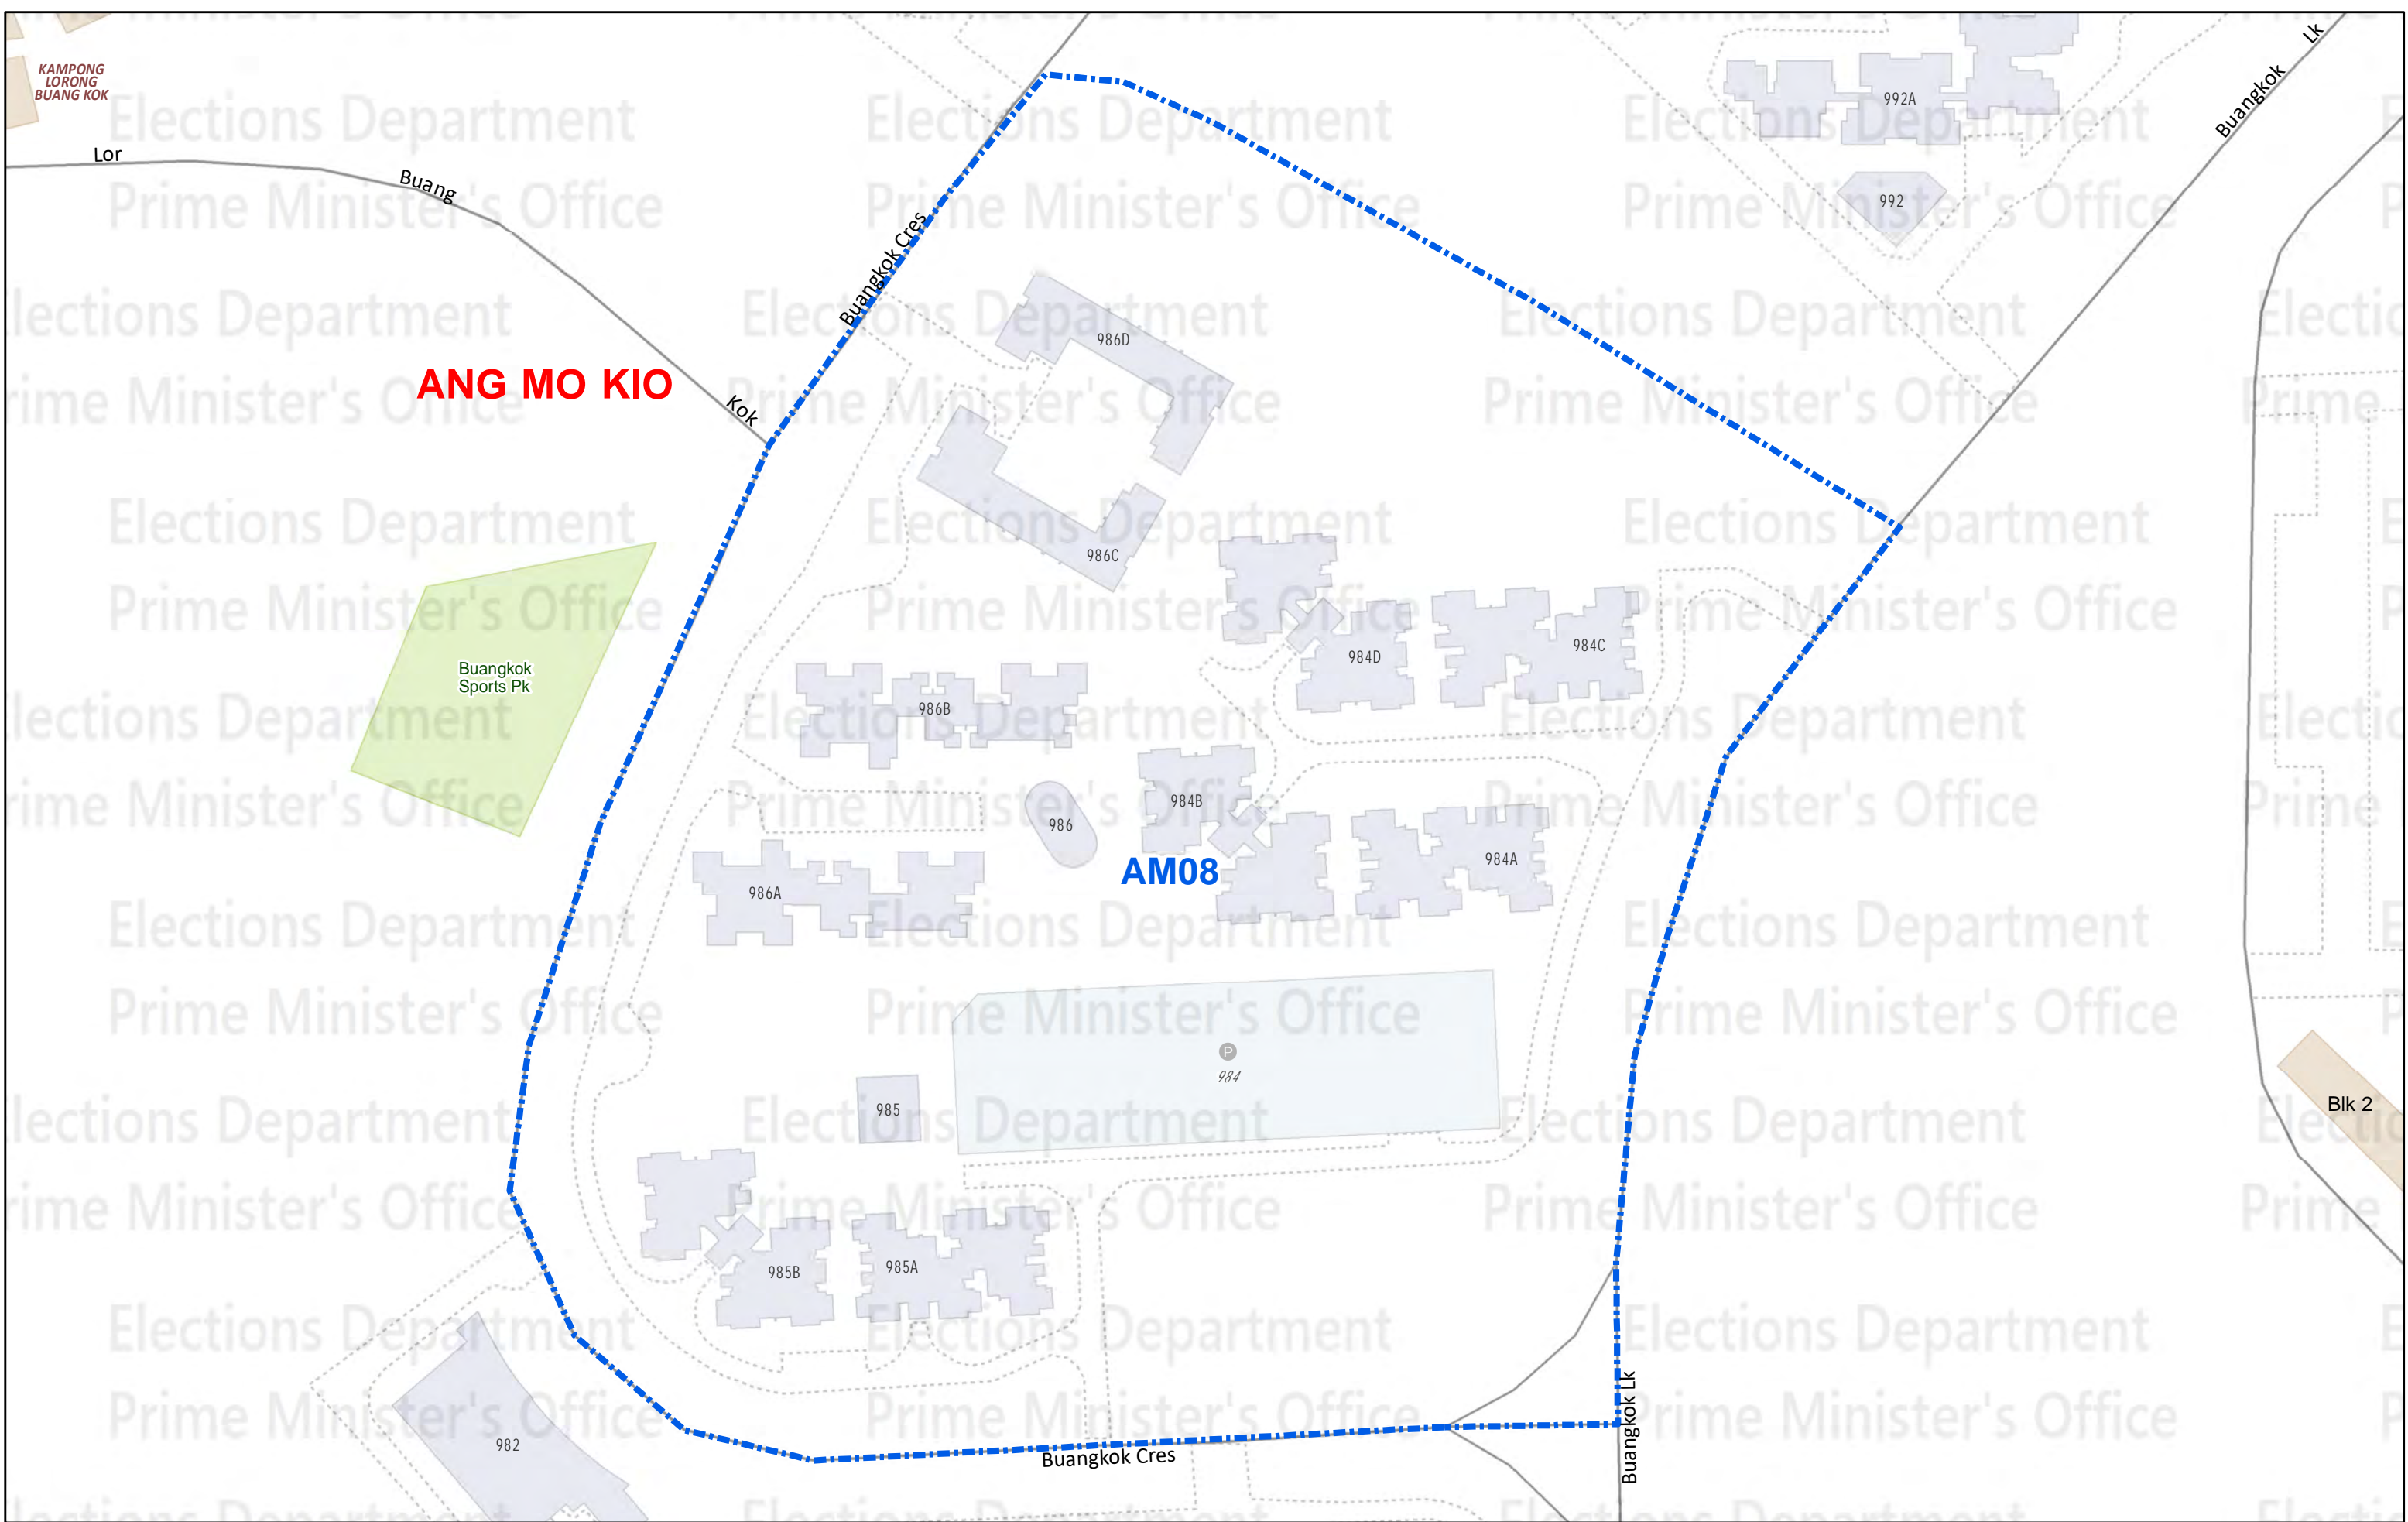 KAMPONG
LORONG
BUANG KOK
Lor
Buang
Kok
Buangkok Cres
Buangkok
Lk
992A
992
ANG MO KIO
986D
986C
984D
984C
Buangkok
Sports Pk
986B
986
984B
984A
AM08
986A
P
984
985
Blk 2
985B
985A
982
Buangkok Cres
Buangkok Lk
Elections Department
Prime Minister's Office